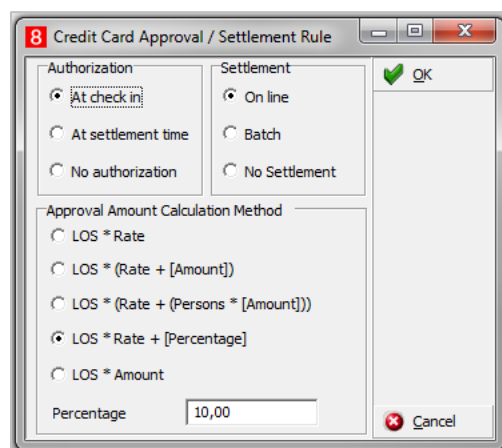 8 Credit Card Approval / Settlement Rule
Authorization
At check in
At settlement time
No authorization
Settlement
On line
Batch
No Settlement
OK
Approval Amount Calculation Method
LOS * Rate
LOS * (Rate + [Amount])
LOS * (Rate + (Persons * [Amount]))
LOS * Rate + [Percentage]
LOS * Amount
Percentage 10,00
Cancel